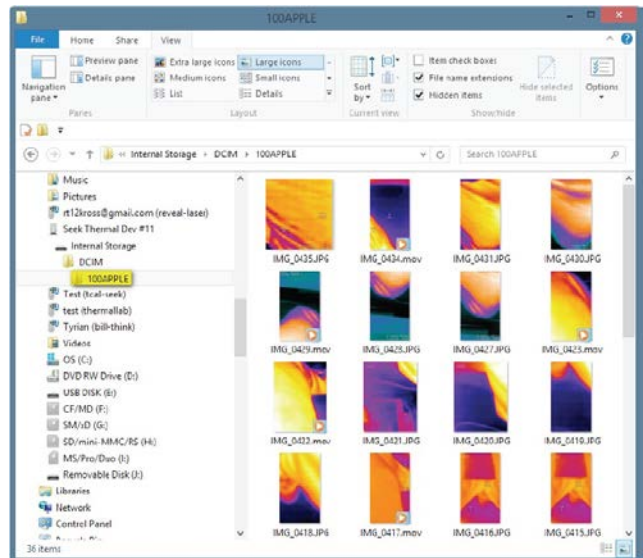 100APPLE
File Home Share View
Preview pane
Details pane
Navigation pane
Panes
Extra large icons Large icons
Medium icons Small icons
List Details
Layout
Sort by
Current view
Item check boxes
File name extensions
Hidden items
Hide selected items
Show/hide
Options
« Internal Storage DCIM 100APPLE
Search 100APPLE
Music
Pictures
rt12kross@gmail.com (reveal-laser)
Seek Thermal Dev #11
Internal Storage
DCIM
100APPLE
Test (tcal-seek)
test (thermallab)
Tyrian (bill-think)
Videos
OS (C:)
DVD RW Drive (D:)
USB DISK (E:)
CF/MD (F:)
SM/xD (G:)
SD/mini-MMC/RS (H:)
MS/Pro/Duo (I:)
Removable Disk (J:)
Libraries
Network
Control Panel
IMG_0435.JPG IMG_0434.mov IMG_0431.JPG IMG_0430.JPG
IMG_0429.mov IMG_0428.JPG IMG_0427.JPG IMG_0423.mov
IMG_0422.mov IMG_0421.JPG IMG_0420.JPG IMG_0419.JPG
IMG_0418.JPG IMG_0417.mov IMG_0416.JPG IMG_0415.JPG
36 items